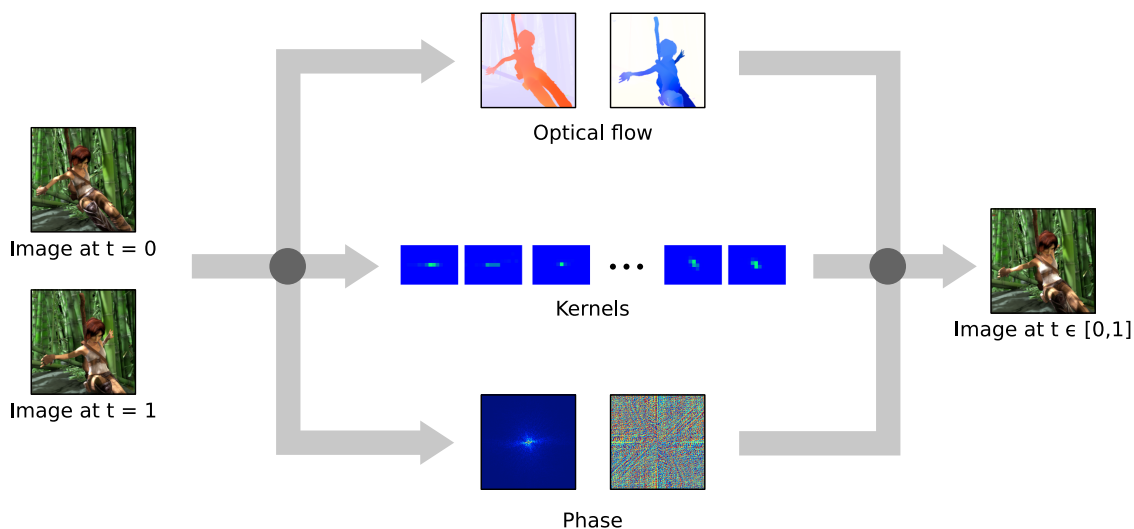 Optical flow
Image at t = 0
Kernels
Image at t ϵ [0,1]
Image at t = 1
Phase